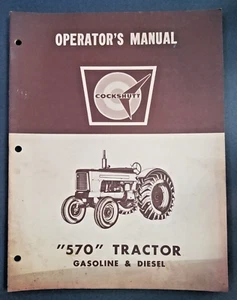 OPERATOR'S MANUAL
COCKSHUTT
"570" TRACTOR
GASOLINE & DIESEL